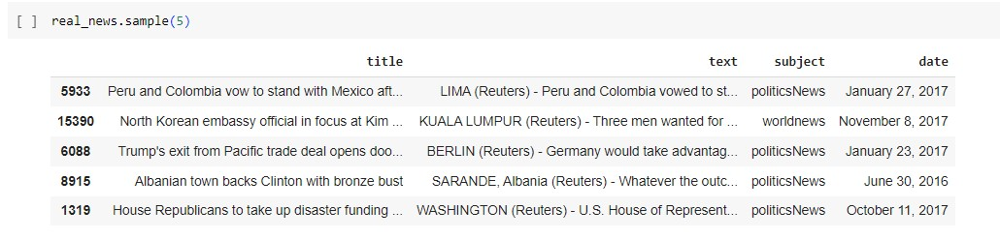 [ ] real_news.sample(5)
title text subject date
5933 Peru and Colombia vow to stand with Mexico aft... LIMA (Reuters) - Peru and Colombia vowed to st... politicsNews January 27, 2017
15390 North Korean embassy official in focus at Kim ... KUALA LUMPUR (Reuters) - Three men wanted for ... worldnews November 8, 2017
6088 Trump's exit from Pacific trade deal opens doo... BERLIN (Reuters) - Germany would take advantag... politicsNews January 23, 2017
8915 Albanian town backs Clinton with bronze bust SARANDE, Albania (Reuters) - Whatever the outc... politicsNews June 30, 2016
1319 House Republicans to take up disaster funding ... WASHINGTON (Reuters) - U.S. House of Represent... politicsNews October 11, 2017